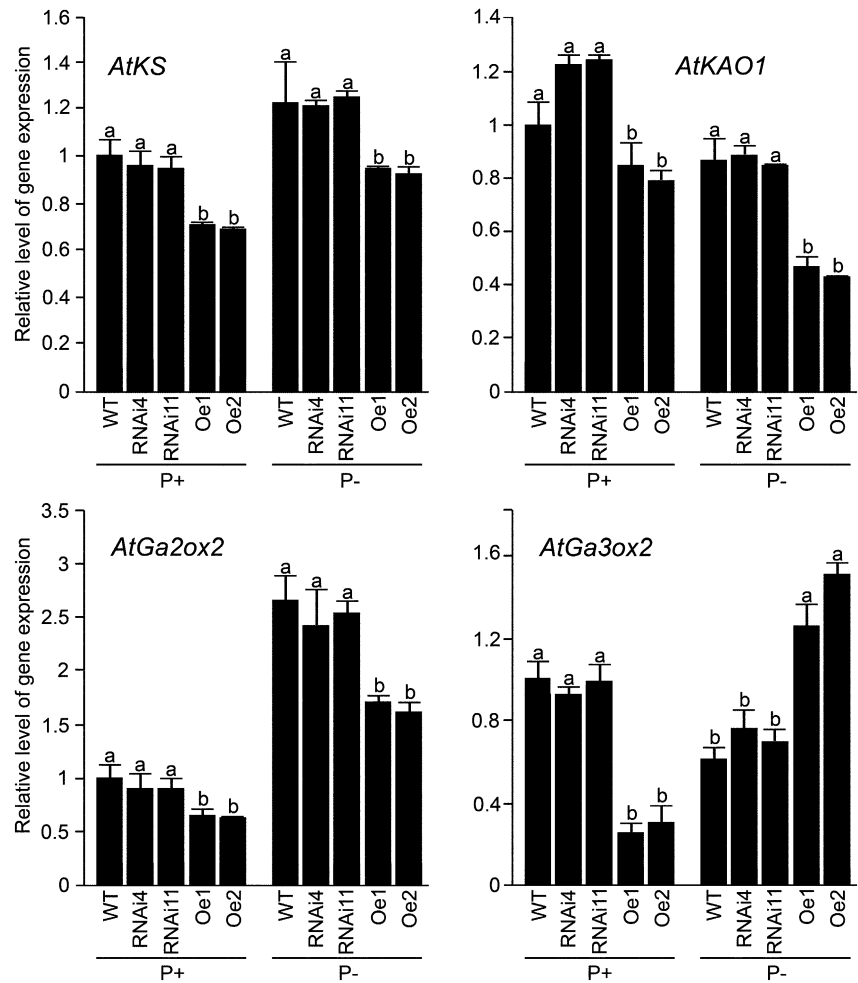 AtKS
Relative level of gene expression
1.6
1.4
1.2
1
0.8
0.6
0.4
0.2
0
a a a b b a a a b b
WT RNAi4 RNAi11 Oe1 Oe2 WT RNAi4 RNAi11 Oe1 Oe2
P+ P-
AtKAO1
1.4
1.2
1
0.8
0.6
0.4
0.2
0
a a a b b a a a b b
WT RNAi4 RNAi11 Oe1 Oe2 WT RNAi4 RNAi11 Oe1 Oe2
P+ P-
AtGa2ox2
Relative level of gene expression
3.5
3
2.5
2
1.5
1
0.5
0
a a a b b a a a b b
WT RNAi4 RNAi11 Oe1 Oe2 WT RNAi4 RNAi11 Oe1 Oe2
P+ P-
AtGa3ox2
1.6
1.2
0.8
0.4
0
a a a b b b b b a a
WT RNAi4 RNAi11 Oe1 Oe2 WT RNAi4 RNAi11 Oe1 Oe2
P+ P-